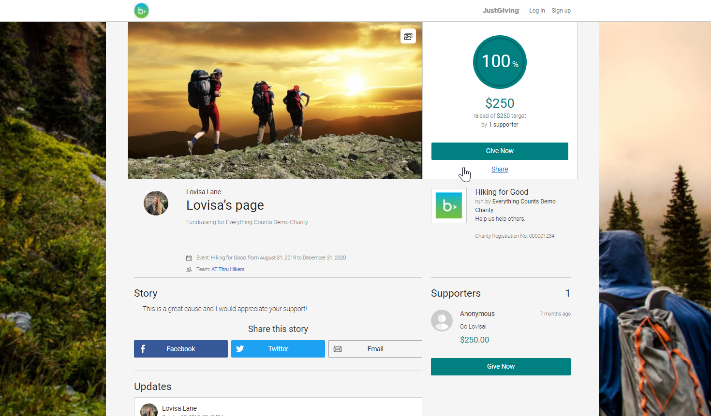 b
JustGiving
Log in
Sign up
100 %
$250
raised of $250 target
by 1 supporter
Give Now
Share
Lovisa Lane
Lovisa's page
Fundraising for Everything Counts Demo Charity
Event: Hiking for Good, from August 31, 2019 to December 31, 2020
Team: AT Thru Hikers
b
Hiking for Good
run by Everything Counts Demo
Charity
Help us help others.
Charity Registration No. 000001234
Story
This is a great cause and I would appreciate your support!
Share this story
Facebook
Twitter
Email
Supporters
1
Anonymous
7 months ago
Go Lovisa!
$250.00
Give Now
Updates
Lovisa Lane